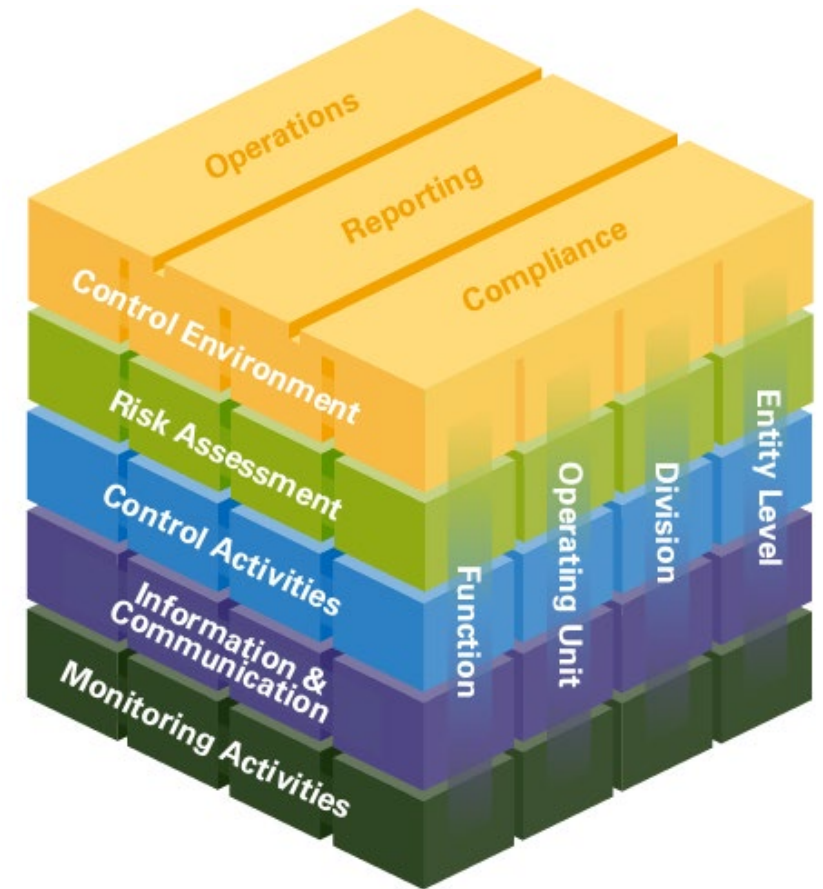 Operations
Reporting
Compliance
Control Environment
Risk Assessment
Control Activities
Information &
Communication
Monitoring Activities
Function
Operating Unit
Division
Entity Level